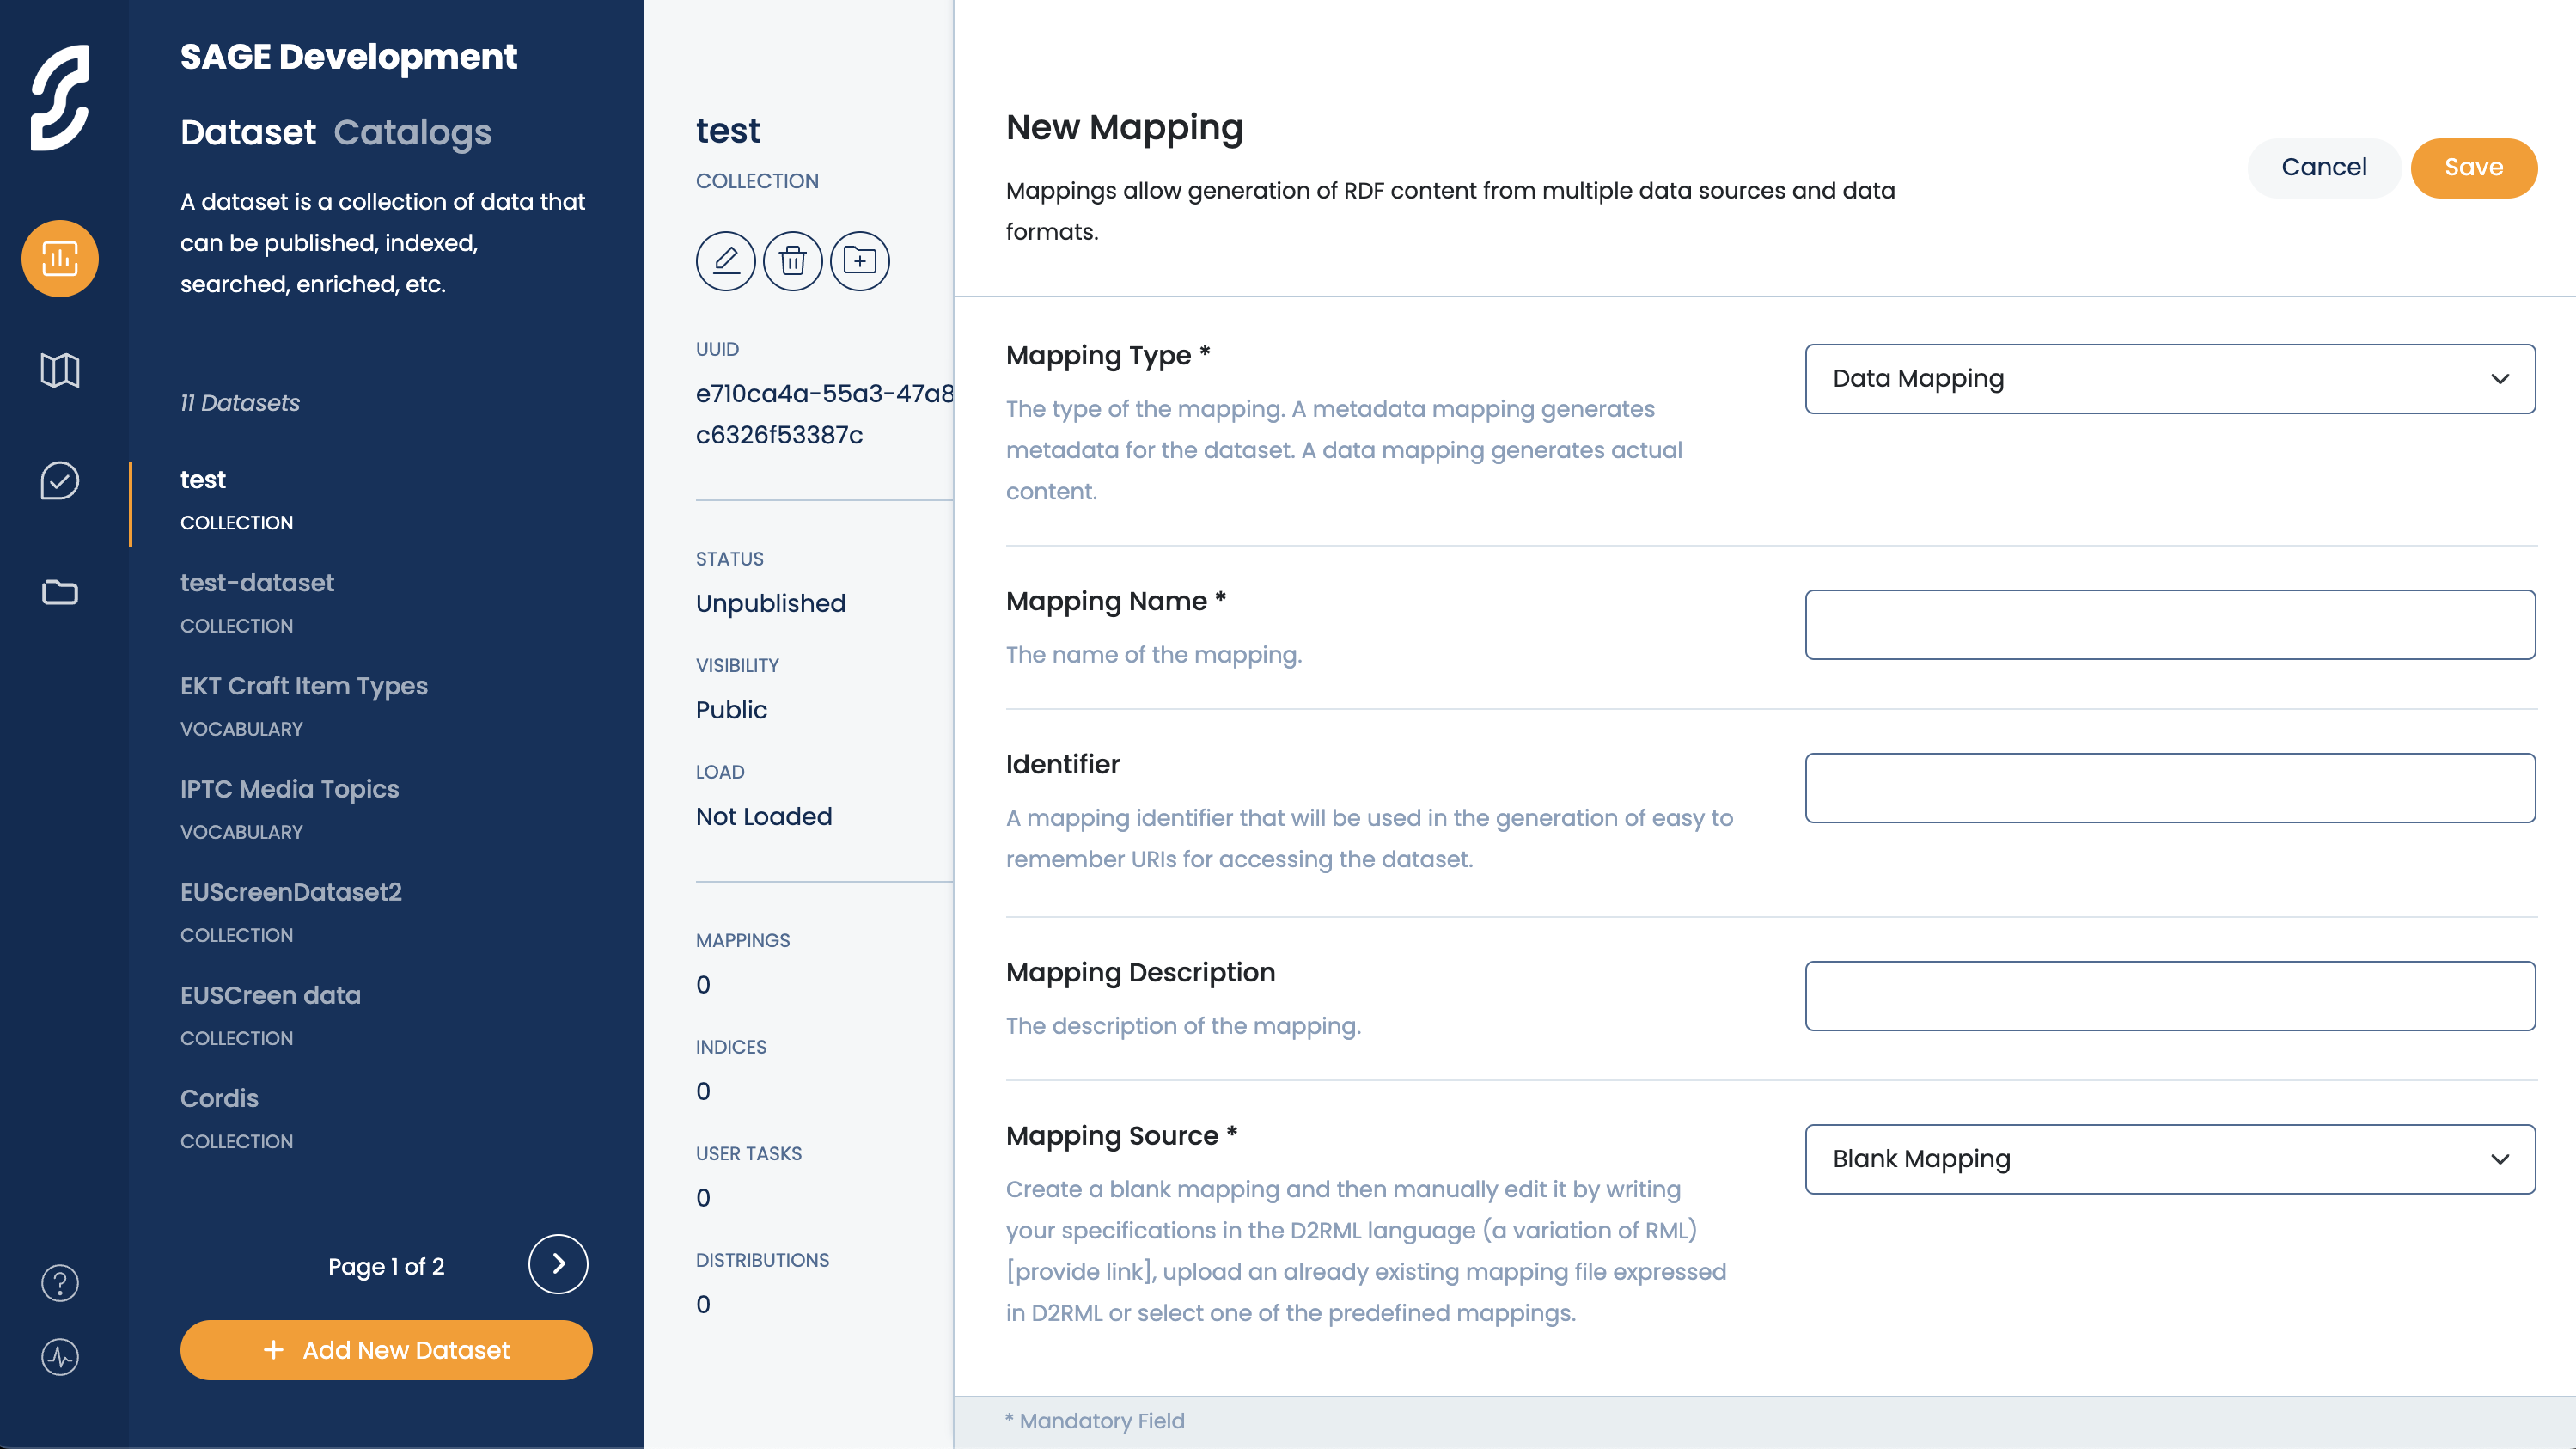 SAGE Development
Dataset Catalogs
A dataset is a collection of data that
can be published, indexed,
searched, enriched, etc.
11 Datasets
test
COLLECTION
test-dataset
COLLECTION
EKT Craft Item Types
VOCABULARY
IPTC Media Topics
VOCABULARY
EUScreenDataset2
COLLECTION
EUSCreen data
COLLECTION
Cordis
COLLECTION
Page 1 of 2
+ Add New Dataset
test
COLLECTION
UUID
e710ca4a-55a3-47a8
c6326f53387c
STATUS
Unpublished
VISIBILITY
Public
LOAD
Not Loaded
MAPPINGS
0
INDICES
0
USER TASKS
0
DISTRIBUTIONS
0
New Mapping
Mappings allow generation of RDF content from multiple data sources and data
formats.
Cancel
Save
Mapping Type *
The type of the mapping. A metadata mapping generates
metadata for the dataset. A data mapping generates actual
content.
Data Mapping
Mapping Name *
The name of the mapping.
Identifier
A mapping identifier that will be used in the generation of easy to
remember URIs for accessing the dataset.
Mapping Description
The description of the mapping.
Mapping Source *
Create a blank mapping and then manually edit it by writing
your specifications in the D2RML language (a variation of RML)
[provide link], upload an already existing mapping file expressed
in D2RML or select one of the predefined mappings.
Blank Mapping
* Mandatory Field